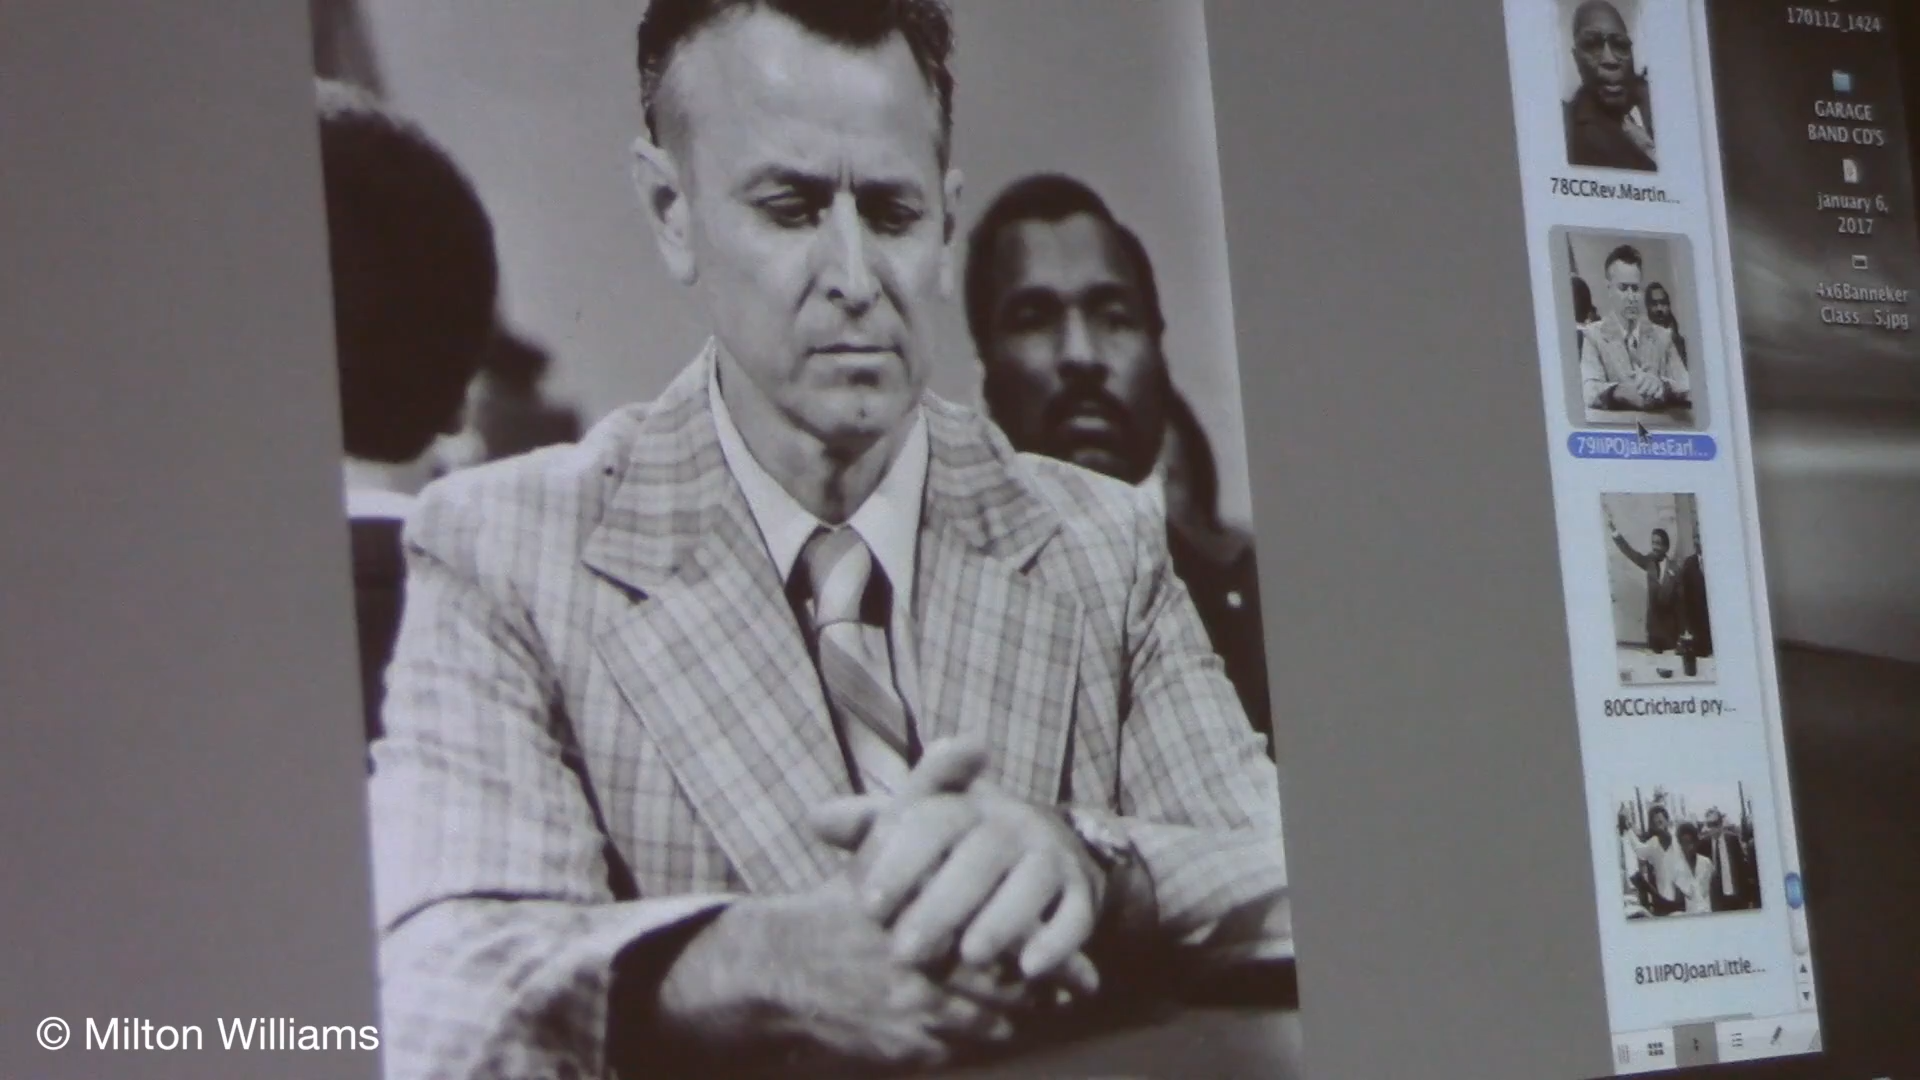 170112_1424
GARAGE
BAND CD'S
january 6,
2017
4x6Banneker
Class...5.jpg
78CCRev.Martin...
79IIPOJamesEarl...
80CCrichard pry...
81IIPOJoanLittle...
© Milton Williams